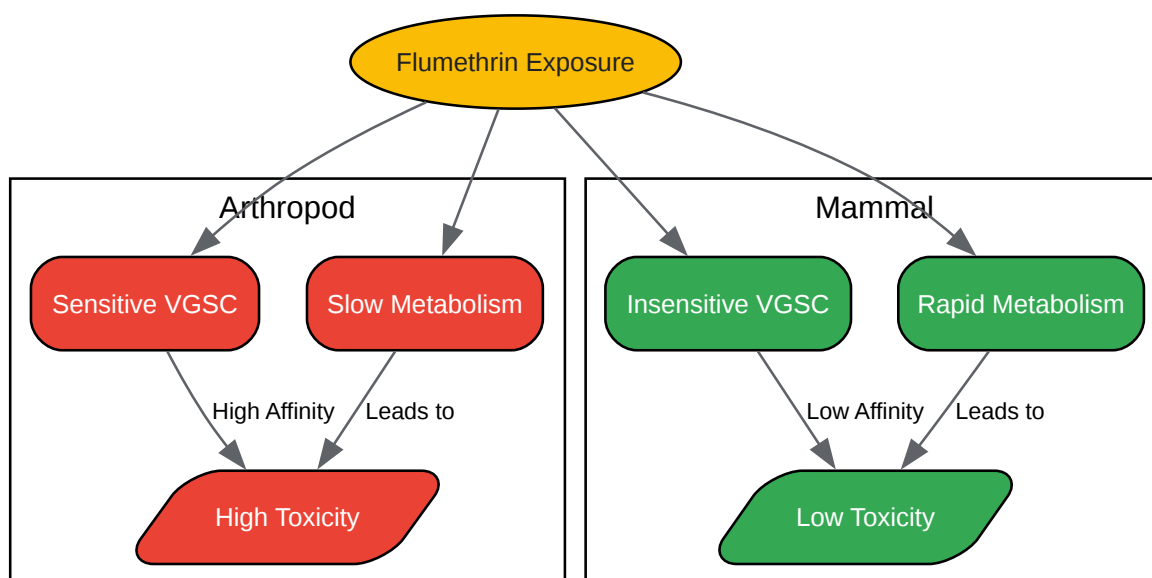 Flumethrin Exposure
Arthropod
Mammal
Sensitive VGSC
Slow Metabolism
Insensitive VGSC
Rapid Metabolism
High Affinity
Leads to
Low Affinity
Leads to
High Toxicity
Low Toxicity